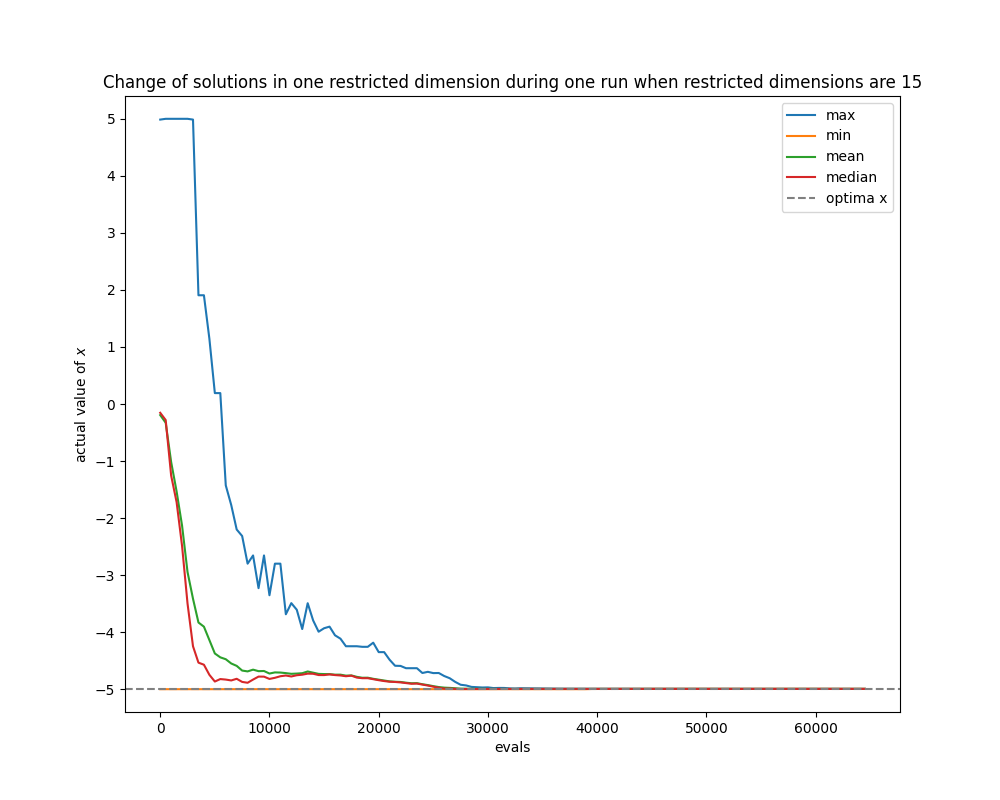 Change of solutions in one restricted dimension during one run when restricted dimensions are 15
max
min
mean
median
optima x
5
4
3
2
1
0
−1
−2
−3
−4
−5
actual value of x
0
10000
20000
30000
40000
50000
60000
evals